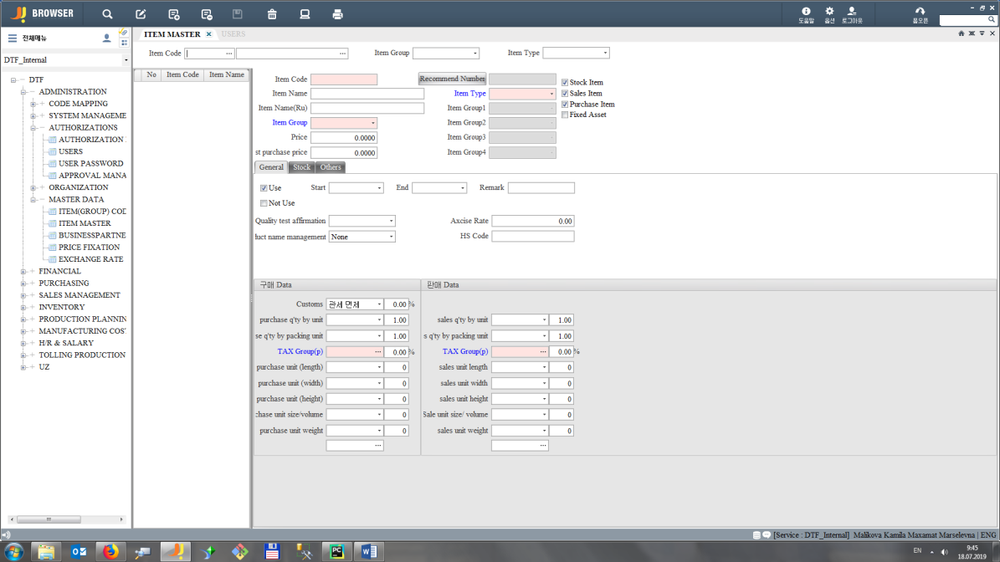 BROWSER
도움말 옵션 로그아웃 폼오픈
전체메뉴
ITEM MASTER USERS
DTF_Internal
Item Code Item Group Item Type
No Item Code Item Name
DTF
ADMINISTRATION
CODE MAPPING
SYSTEM MANAGEME
AUTHORIZATIONS
AUTHORIZATION
USERS
USER PASSWORD
APPROVAL MANA
ORGANIZATION
MASTER DATA
ITEM(GROUP) COD
ITEM MASTER
BUSINESSPARTNE
PRICE FIXATION
EXCHANGE RATE
FINANCIAL
PURCHASING
SALES MANAGEMENT
INVENTORY
PRODUCTION PLANNIN
MANUFACTURING COS
H/R & SALARY
TOLLING PRODUCTION
UZ
Item Code Recommend Number
Stock Item
Item Name Item Type
Sales Item
Item Name(Ru) Item Group1
Purchase Item
Fixed Asset
Item Group Item Group2
Price 0.0000 Item Group3
st purchase price 0.0000 Item Group4
General Stock Others
Use Start End Remark
Not Use
Quality test affirmation Axcise Rate 0.00
duct name management None HS Code
구매 Data 판매 Data
Customs 관세 면제 0.00 %
purchase q'ty by unit 1.00 sales q'ty by unit 1.00
se q'ty by packing unit 1.00 s q'ty by packing unit 1.00
TAX Group(p) 0.00 % TAX Group(p) 0.00 %
purchase unit (length) 0 sales unit length 0
purchase unit (width) 0 sales unit width 0
purchase unit (height) 0 sales unit height 0
chase unit size/volume 0 Sale unit size/ volume 0
purchase unit weight 0 sales unit weight 0
[Service : DTF_Internal] Malikova Kamila Maxamat Marselevna | ENG
EN 9:45
18.07.2019